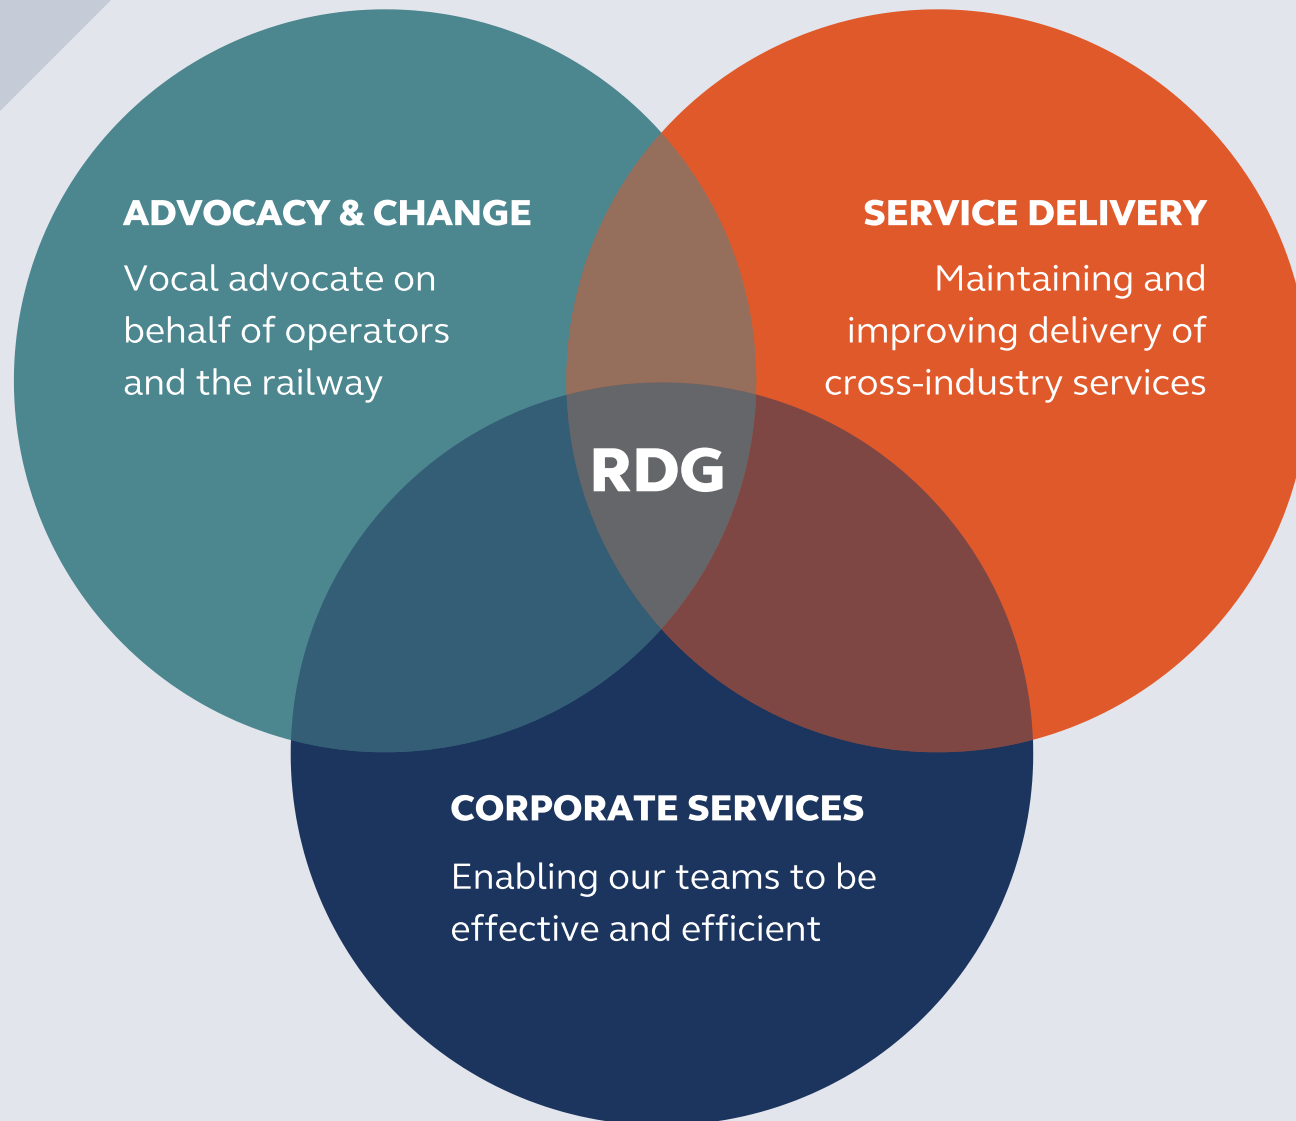 ADVOCACY & CHANGE
Vocal advocate on
behalf of operators
and the railway
SERVICE DELIVERY
Maintaining and
improving delivery of
cross-industry services
RDG
CORPORATE SERVICES
Enabling our teams to be
effective and efficient